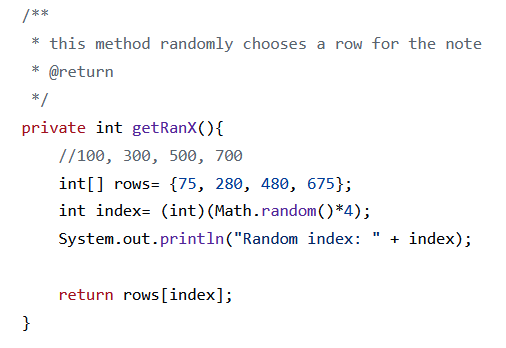 /**
 * this method randomly chooses a row for the note
 * @return
 */
private int getRanX(){
    //100, 300, 500, 700
    int[] rows= {75, 280, 480, 675};
    int index= (int)(Math.random()*4);
    System.out.println("Random index: " + index);

    return rows[index];
}